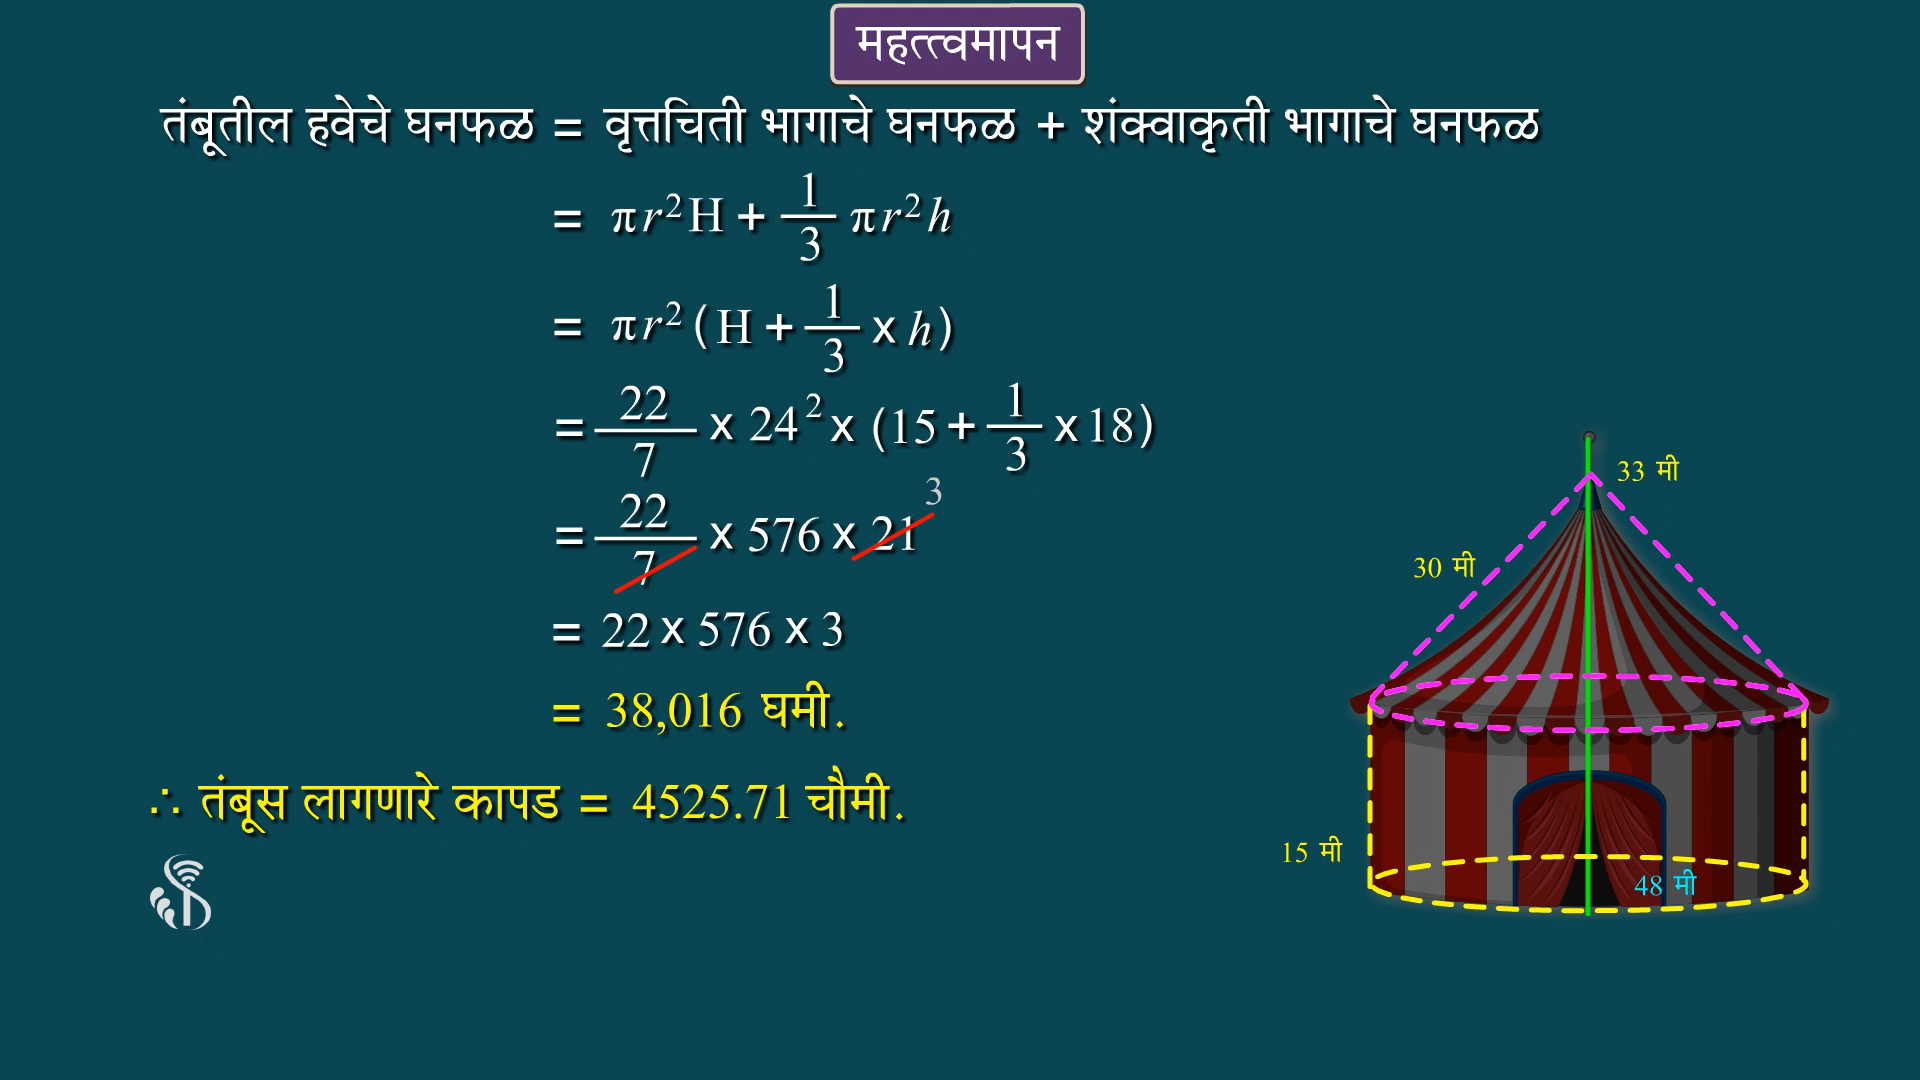 महत्त्वमापन
तंबूतील हवेचे घनफळ = वृत्तचिती भागाचे घनफळ + शंक्वाकृती भागाचे घनफळ
= πr²H + 1/3 πr²h
= πr² (H + 1/3 x h)
= 22/7 x 24² x (15 + 1/3 x 18)
= 22/7 x 576 x 21 3
= 22 x 576 x 3
= 38,016 घमी.
∴ तंबूस लागणारे कापड = 4525.71 चौमी.
33 मी
30 मी
15 मी
48 मी